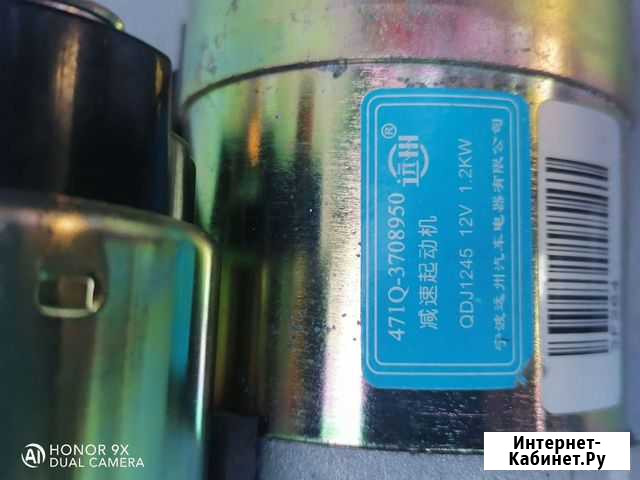 远州®
471Q-3708950
减速起动机
QDJ1245 12V 1.2KW
宁波远州汽车电器有限公司
HONOR 9X
DUAL CAMERA
Интернет-
Кабинет.Ру